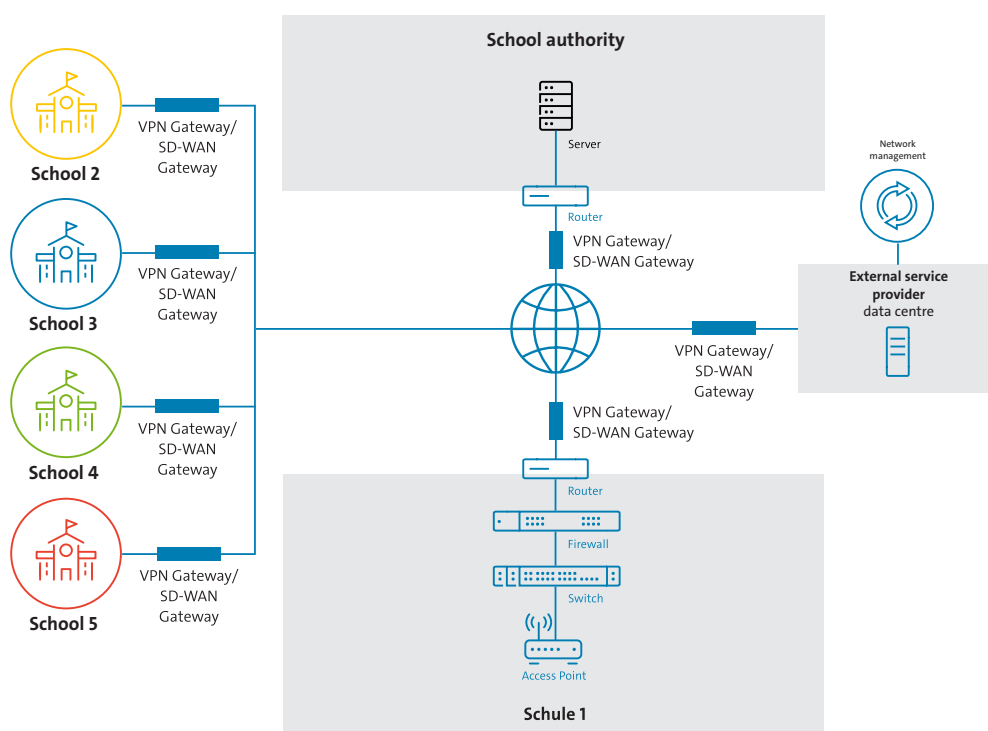 School authority
Server
Router
VPN Gateway/
SD-WAN Gateway
VPN Gateway/
SD-WAN
Gateway
School 2
VPN Gateway/
SD-WAN
Gateway
School 3
VPN Gateway/
SD-WAN
Gateway
School 4
VPN Gateway/
SD-WAN
Gateway
School 5
Network
management
External service
provider
data centre
VPN Gateway/
SD-WAN
Gateway
VPN Gateway/
SD-WAN Gateway
Router
Firewall
Switch
Access Point
Schule 1